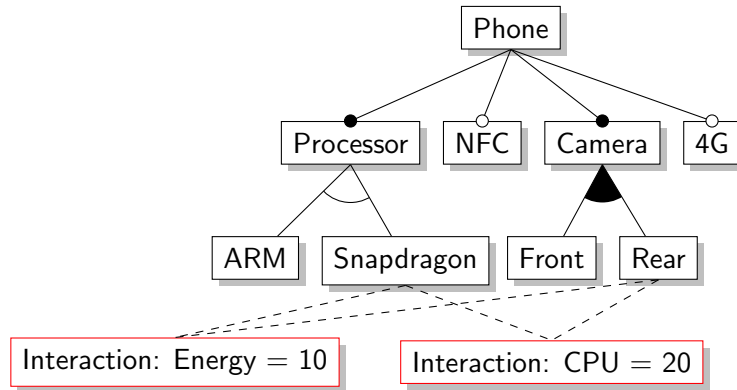 Phone
Processor
NFC
Camera
4G
ARM
Snapdragon
Front
Rear
Interaction: Energy = 10
Interaction: CPU = 20